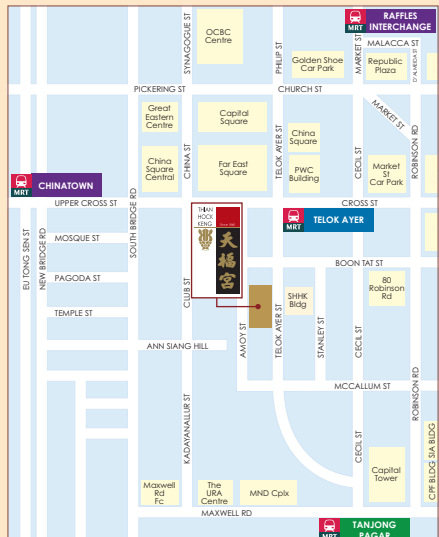 RAFFLES
INTERCHANGE
MRT
MALACCA ST
D'ALMEIDA ST
SYNAGOGUE ST
OCBC
Centre
PHILIP ST
Golden Shoe
Car Park
MARKET ST
Republic
Plaza
PICKERING ST
CHURCH ST
Great
Eastern
Centre
Capital
Square
MARKET ST
ROBINSON RD
China
Square
CHINA ST
TELOK AYER ST
CECIL ST
China
Square
Central
Far East
Square
PWC
Building
Market
St
Car Park
MRT
CHINATOWN
UPPER CROSS ST
CROSS ST
SOUTH BRIDGE RD
EU TONG SEN ST
NEW BRIDGE RD
THIAN
HOCK
KENG
天福宮
MRT
TELOK AYER
MOSQUE ST
BOON TAT ST
PAGODA ST
80
Robinson
Rd
CLUB ST
SHHK
Bldg
TEMPLE ST
AMOY ST
TELOK AYER ST
STANLEY ST
CECIL ST
ANN SIANG HILL
MCCALLUM ST
ROBINSON RD
KADAYANALLUR ST
CECIL ST
CPF BLDG
SIA BLDG
Capital
Tower
Maxwell
Rd
Fc
The
URA
Centre
MND Cplx
MAXWELL RD
MRT
TANJONG
PAGAR